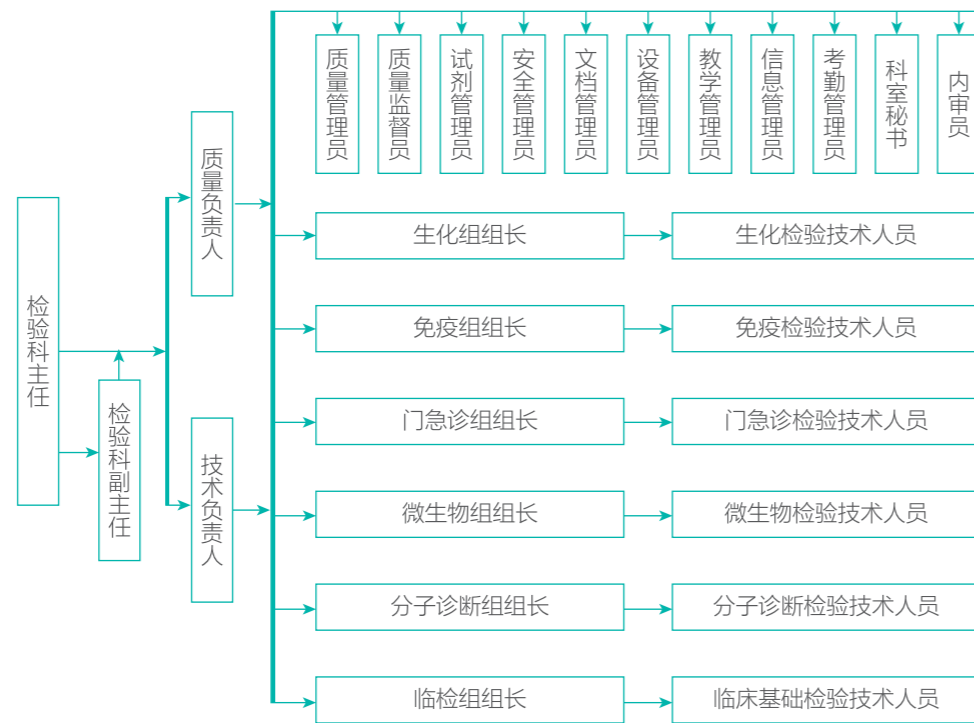 质量管理员
质量监督员
试剂管理员
安全管理员
文档管理员
设备管理员
教学管理员
信息管理员
考勤管理员
科室秘书
内审员
质量负责人
检验科主任
检验科副主任
技术负责人
生化组组长
生化检验技术人员
免疫组组长
免疫检验技术人员
门急诊组组长
门急诊检验技术人员
微生物组组长
微生物检验技术人员
分子诊断组组长
分子诊断检验技术人员
临检组组长
临床基础检验技术人员